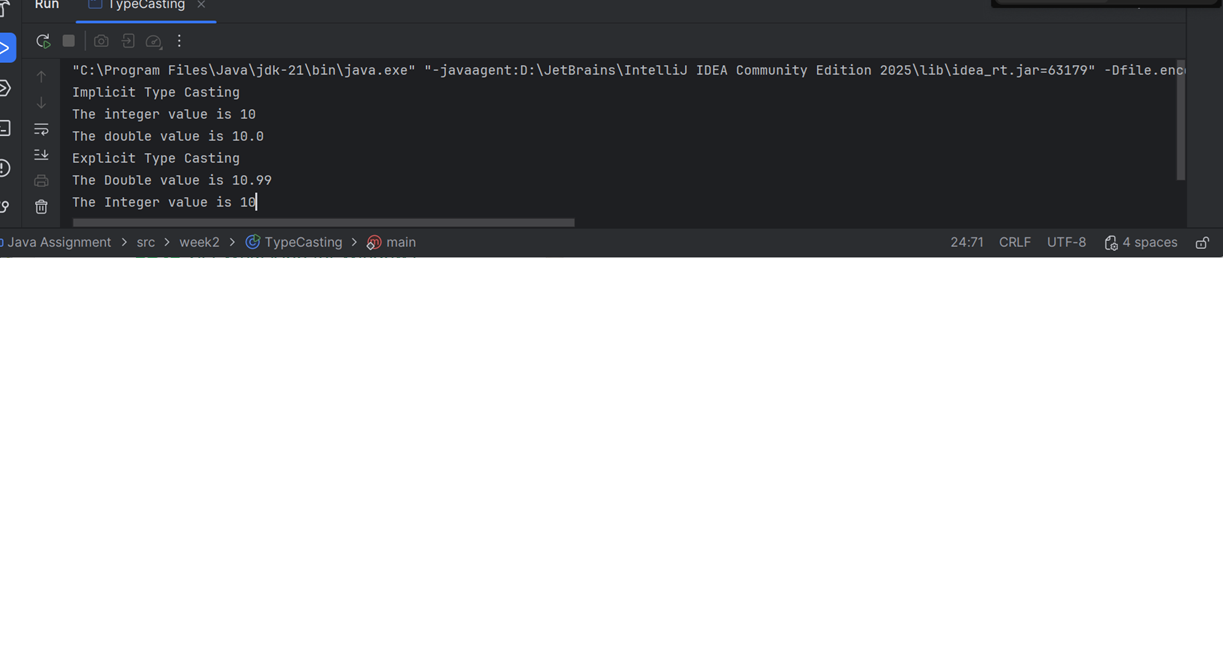 Run TypeCasting
"C:\Program Files\Java\jdk-21\bin\java.exe" "-javaagent:D:\JetBrains\IntelliJ IDEA Community Edition 2025\lib\idea_rt.jar=63179" -Dfile.enc
Implicit Type Casting
The integer value is 10
The double value is 10.0
Explicit Type Casting
The Double value is 10.99
The Integer value is 10
Java Assignment > src > week2 > TypeCasting > main 24:71 CRLF UTF-8 4 spaces